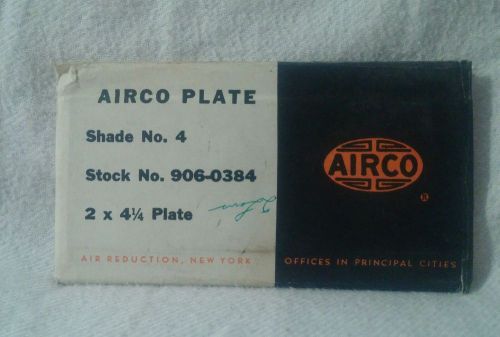 AIRCO PLATE
Shade No. 4
Stock No. 906-0384
2 x 4¼ Plate
AIR REDUCTION, NEW YORK
AIRCO
®
OFFICES IN PRINCIPAL CITIES